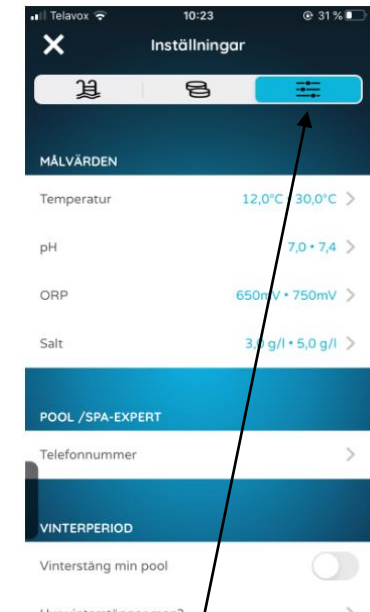 Telavox 10:23 31 %
Inställningar
MÅLVÄRDEN
Temperatur 12,0°C • 30,0°C
pH 7,0 • 7,4
ORP 650mV • 750mV
Salt 3,0 g/l • 5,0 g/l
POOL /SPA-EXPERT
Telefonnummer
VINTERPERIOD
Vinterstäng min pool